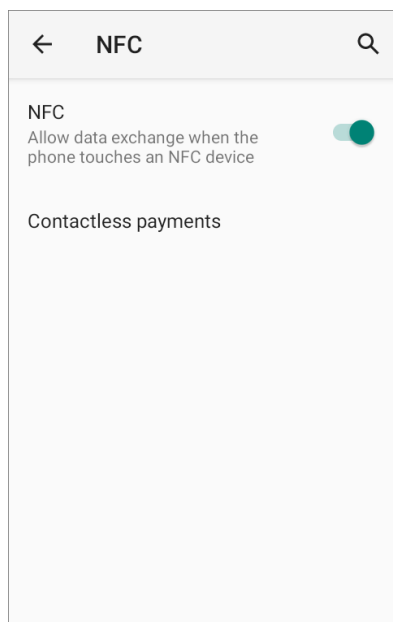 NFC
NFC
Allow data exchange when the
phone touches an NFC device
Contactless payments